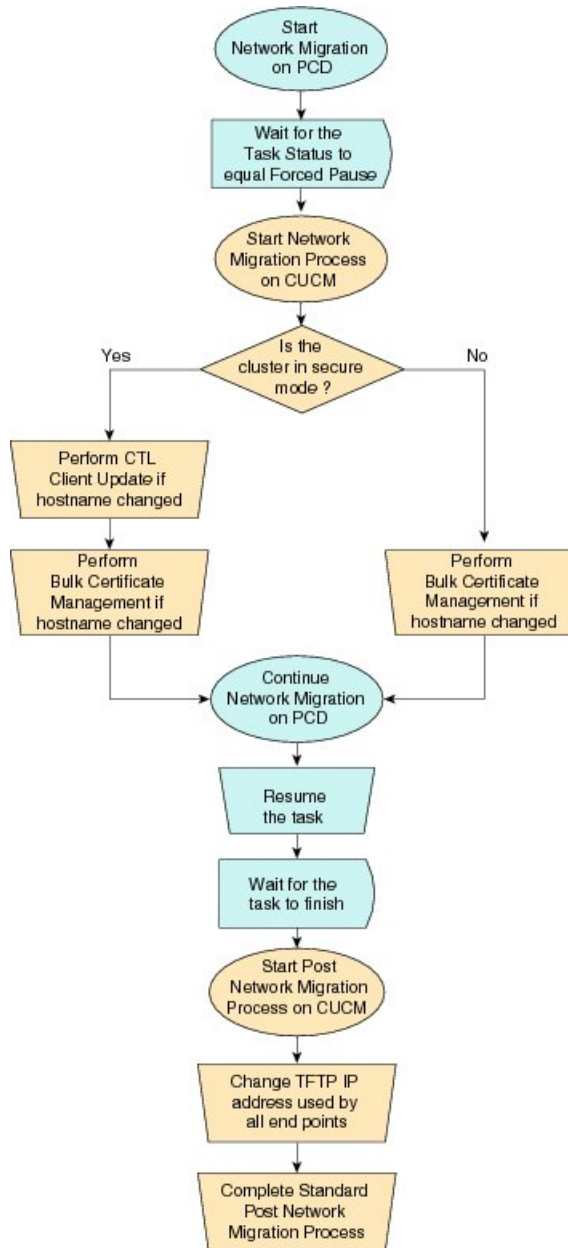 Start
Network Migration
on PCD
Wait for the
Task Status to
equal Forced Pause
Start Network
Migration Process
on CUCM
Is the
cluster in secure
mode ?
Yes
No
Perform CTL
Client Update if
hostname changed
Perform
Bulk Certificate
Management if
hostname changed
Perform
Bulk Certificate
Management if
hostname changed
Continue
Network Migration
on PCD
Resume
the task
Wait for the
task to finish
Start Post
Network Migration
Process on CUCM
Change TFTP IP
address used by
all end points
Complete Standard
Post Network
Migration Process